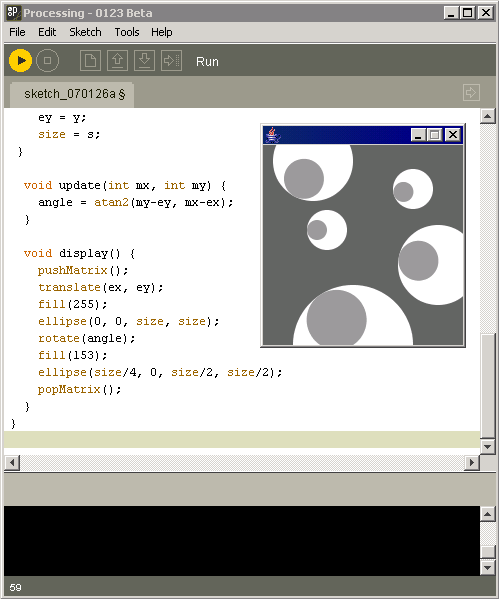 Processing - 0123 Beta
File Edit Sketch Tools Help
Run
sketch_070126a §
ey = y;
size = s;
}
void update(int mx, int my) {
angle = atan2(my-ey, mx-ex);
}
void display() {
pushMatrix();
translate(ex, ey);
fill(255);
ellipse(0, 0, size, size);
rotate(angle);
fill(153);
ellipse(size/4, 0, size/2, size/2);
popMatrix();
}
}
59